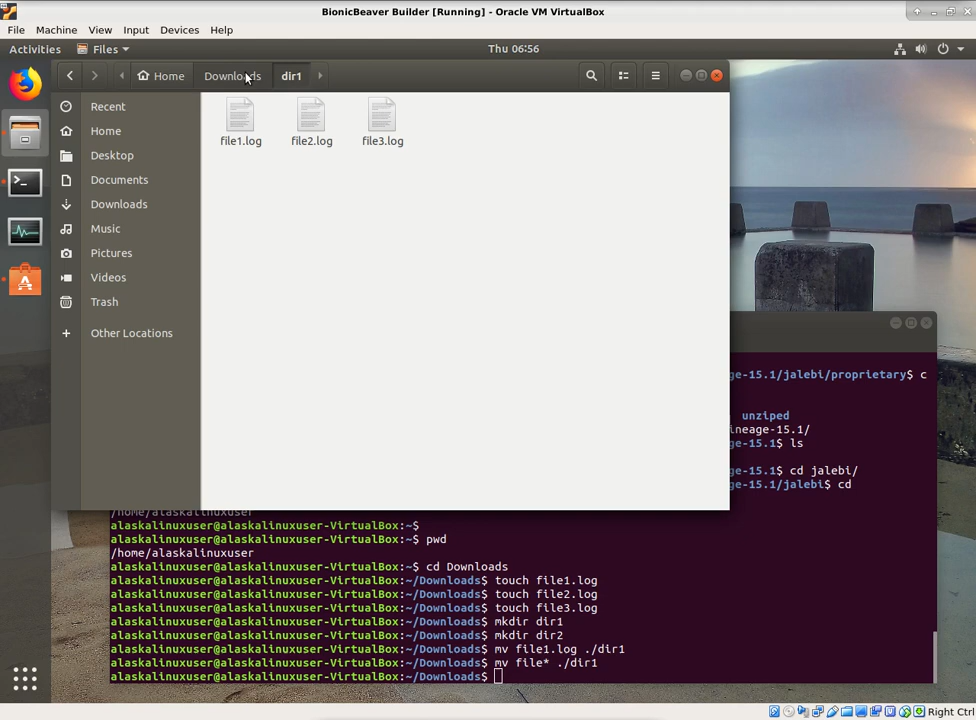 BionicBeaver Builder [Running] - Oracle VM VirtualBox
File Machine View Input Devices Help
Activities Files Thu 06:56
Home Downloads dir1
Recent
Home
Desktop
Documents
Downloads
Music
Pictures
Videos
Trash
+ Other Locations
file1.log file2.log file3.log
ge-15.1/jalebi/proprietary$ c
unziped
ineage-15.1/
ge-15.1$ ls
ge-15.1$ cd jalebi/
ge-15.1/jalebi$ cd
/home/alaskalinuxuser
alaskalinuxuser@alaskalinuxuser-VirtualBox:~$
alaskalinuxuser@alaskalinuxuser-VirtualBox:~$ pwd
/home/alaskalinuxuser
alaskalinuxuser@alaskalinuxuser-VirtualBox:~$ cd Downloads
alaskalinuxuser@alaskalinuxuser-VirtualBox:~/Downloads$ touch file1.log
alaskalinuxuser@alaskalinuxuser-VirtualBox:~/Downloads$ touch file2.log
alaskalinuxuser@alaskalinuxuser-VirtualBox:~/Downloads$ touch file3.log
alaskalinuxuser@alaskalinuxuser-VirtualBox:~/Downloads$ mkdir dir1
alaskalinuxuser@alaskalinuxuser-VirtualBox:~/Downloads$ mkdir dir2
alaskalinuxuser@alaskalinuxuser-VirtualBox:~/Downloads$ mv file1.log ./dir1
alaskalinuxuser@alaskalinuxuser-VirtualBox:~/Downloads$ mv file* ./dir1
alaskalinuxuser@alaskalinuxuser-VirtualBox:~/Downloads$
Right Ctrl